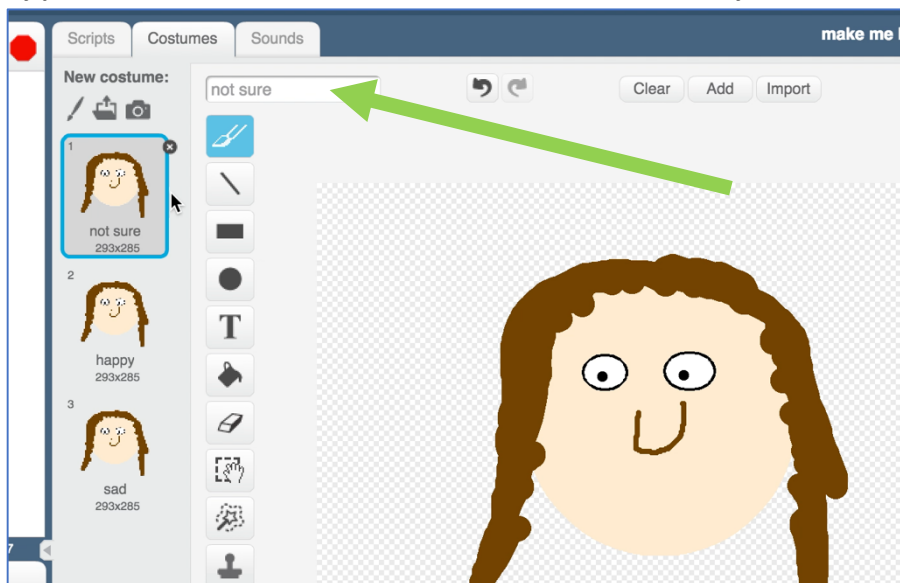 Scripts Costumes Sounds
make me
New costume:
not sure
Clear Add Import
1
not sure
293x285
2
happy
293x285
3
sad
293x285
T
7